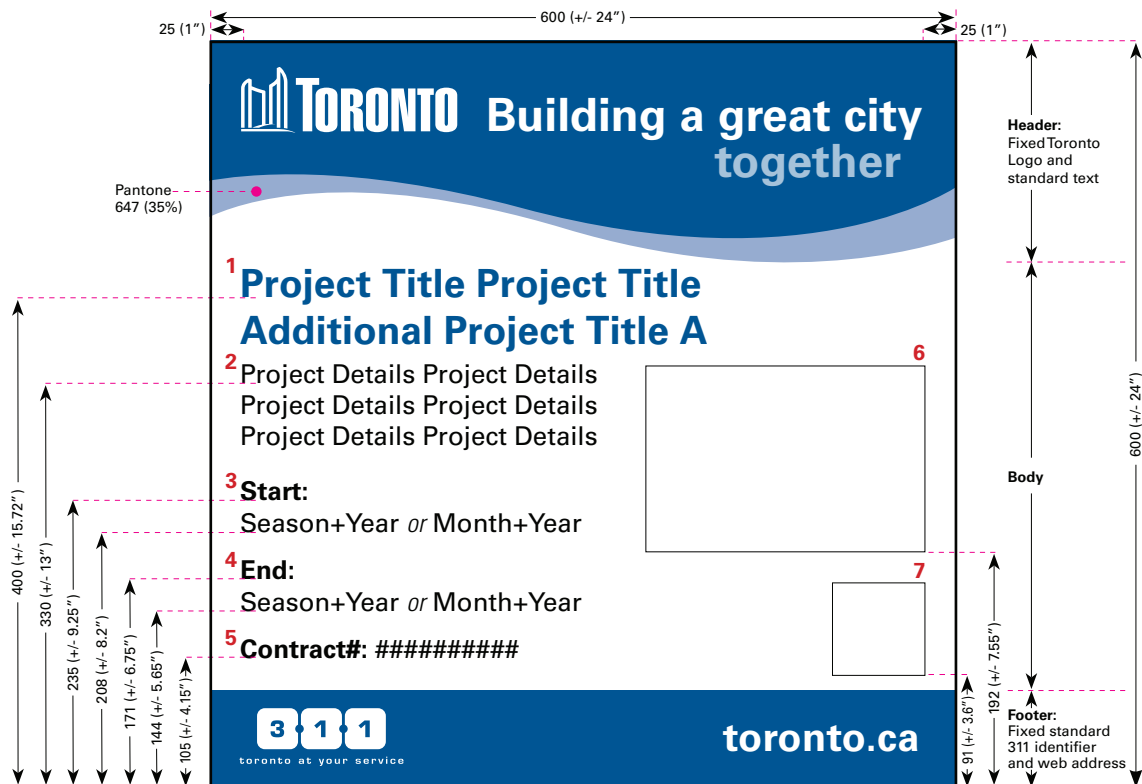 600 (+/- 24”)
25 (1”)
25 (1”)
TORONTO
Building a great city
together
Pantone
647 (35%)
Header:
Fixed Toronto
Logo and
standard text
1
Project Title Project Title
Additional Project Title A
2
Project Details Project Details
Project Details Project Details
Project Details Project Details
3
Start:
Season+Year or Month+Year
4
End:
Season+Year or Month+Year
5
Contract#: ##########
6
7
Body
3 1 1
toronto at your service
toronto.ca
Footer:
Fixed standard
311 identifier
and web address
400 (+/- 15.72”)
330 (+/- 13”)
235 (+/- 9.25”)
208 (+/- 8.2”)
171 (+/- 6.75”)
144 (+/- 5.65”)
105 (+/- 4.15”)
91 (+/- 3.6”)
192 (+/- 7.55”)
600 (+/- 24”)